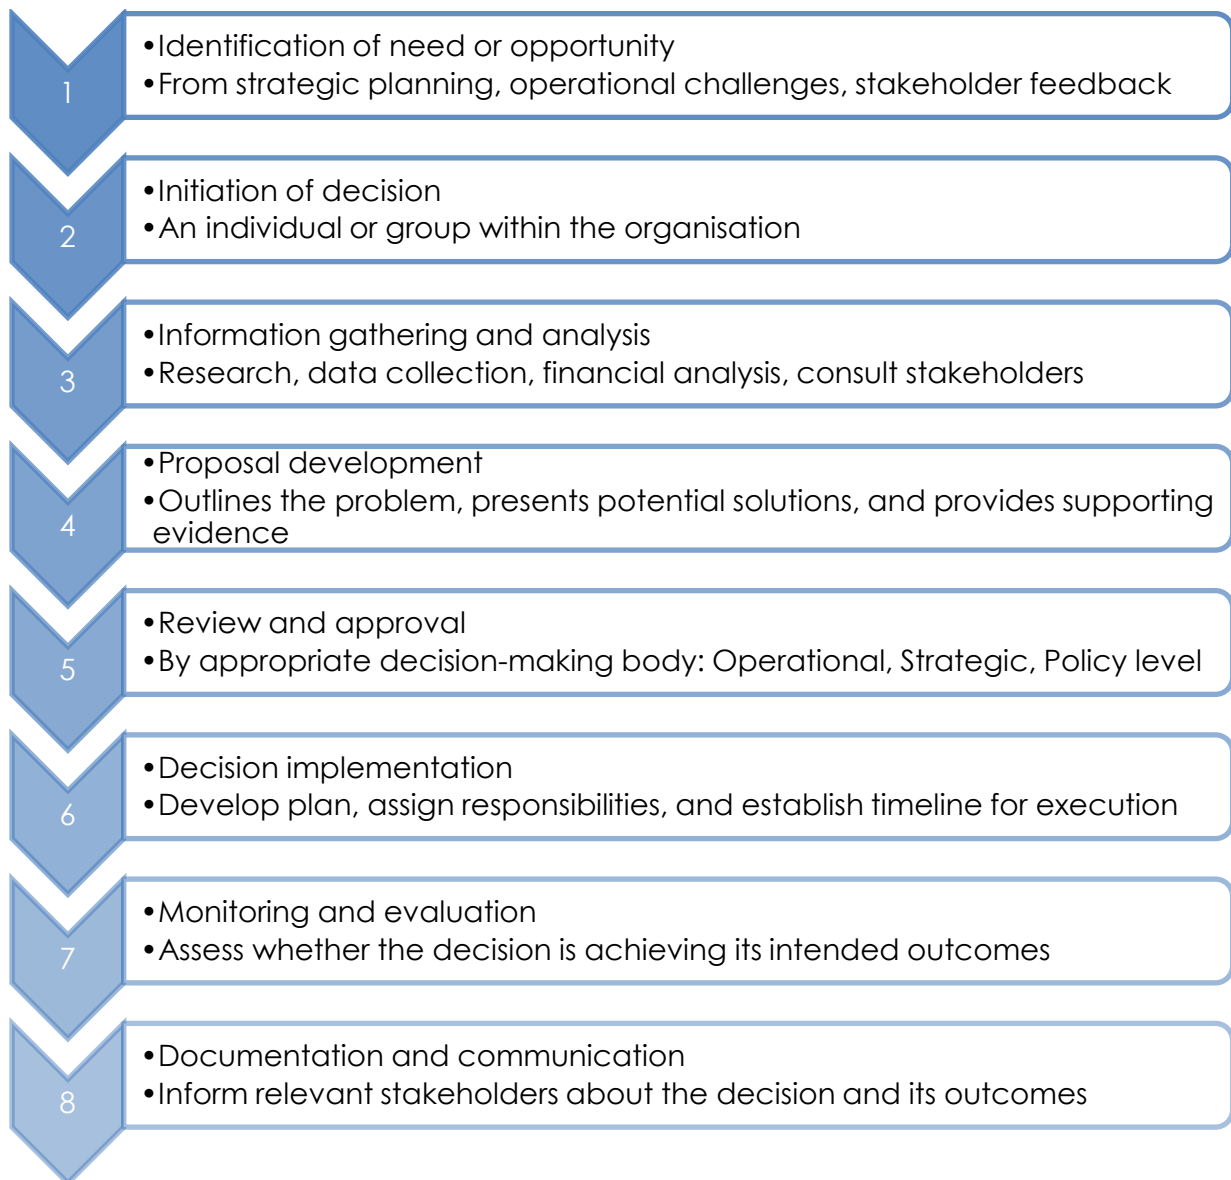 1
•Identification of need or opportunity
•From strategic planning, operational challenges, stakeholder feedback
2
•Initiation of decision
•An individual or group within the organisation
3
•Information gathering and analysis
•Research, data collection, financial analysis, consult stakeholders
4
•Proposal development
•Outlines the problem, presents potential solutions, and provides supporting
evidence
5
•Review and approval
•By appropriate decision-making body: Operational, Strategic, Policy level
6
•Decision implementation
•Develop plan, assign responsibilities, and establish timeline for execution
7
•Monitoring and evaluation
•Assess whether the decision is achieving its intended outcomes
8
•Documentation and communication
•Inform relevant stakeholders about the decision and its outcomes